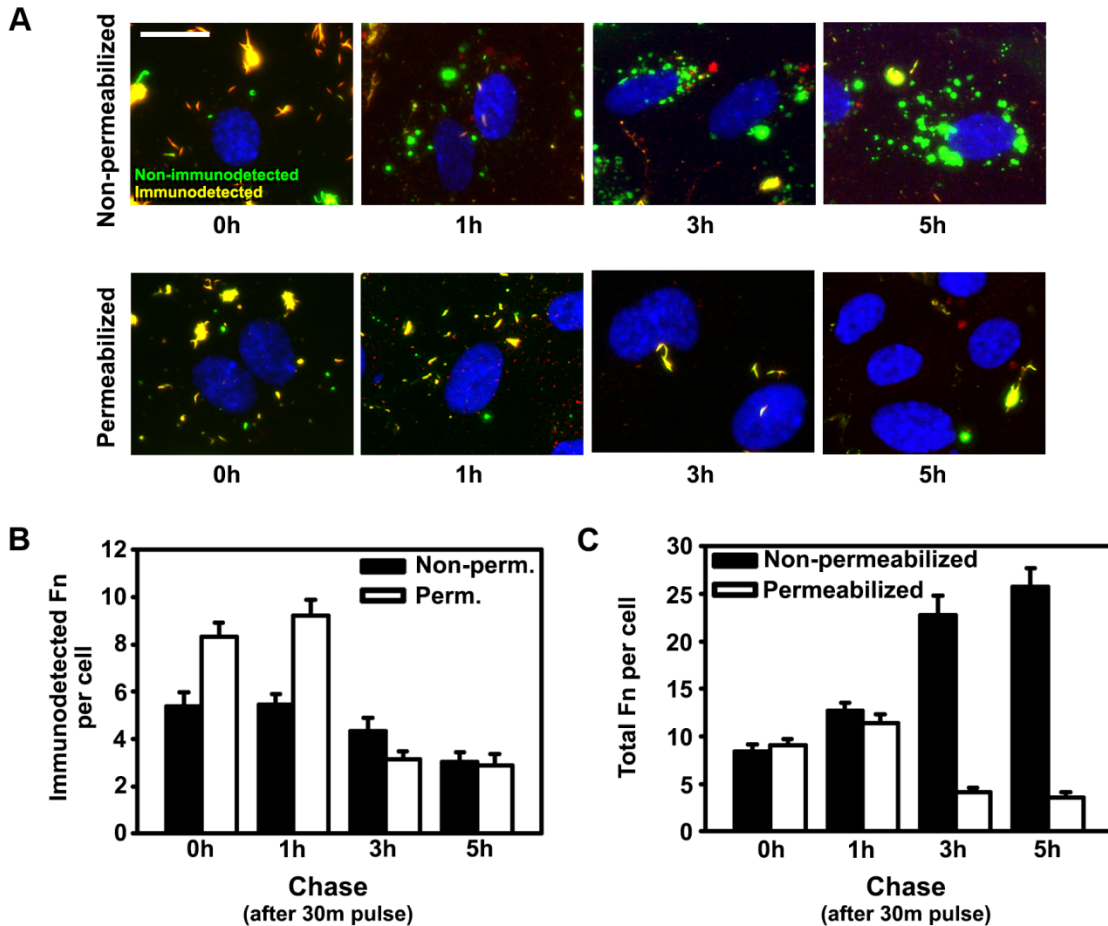 A
Non-permeabilized
Non-immunodetected
Immunodetected
0h
1h
3h
5h
Permeabilized
0h
1h
3h
5h
B
Immunodetected Fn
per cell
12
10
8
6
4
2
0
Non-perm.
Perm.
0h
1h
3h
5h
Chase
(after 30m pulse)
C
Total Fn per cell
30
25
20
15
10
5
0
Non-permeabilized
Permeabilized
0h
1h
3h
5h
Chase
(after 30m pulse)